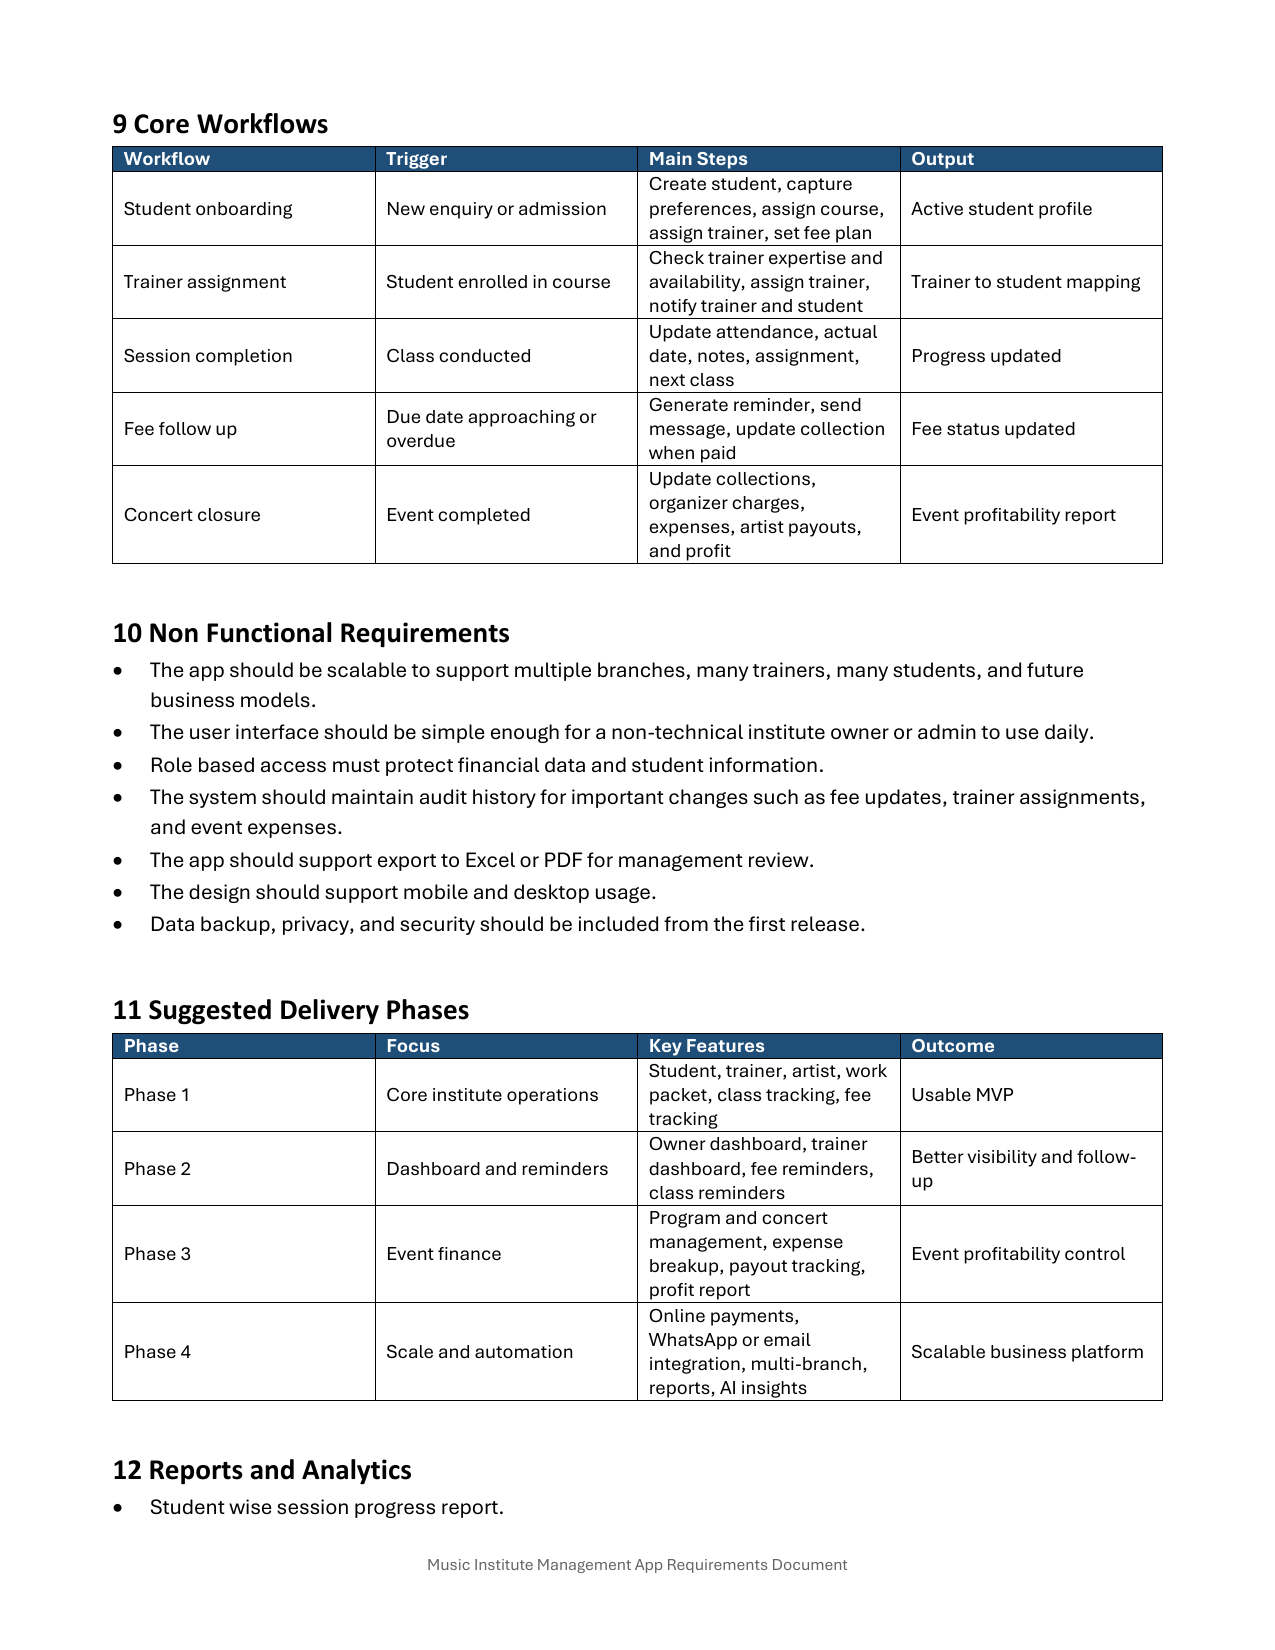 9 Core Workflows
Workflow Trigger Main Steps Output
Student onboarding New enquiry or admission Create student, capture
preferences, assign course,
assign trainer, set fee plan Active student profile
Trainer assignment Student enrolled in course Check trainer expertise and
availability, assign trainer,
notify trainer and student Trainer to student mapping
Session completion Class conducted Update attendance, actual
date, notes, assignment,
next class Progress updated
Fee follow up Due date approaching or
overdue Generate reminder, send
message, update collection
when paid Fee status updated
Concert closure Event completed Update collections,
organizer charges,
expenses, artist payouts,
and profit Event profitability report
10 Non Functional Requirements
• The app should be scalable to support multiple branches, many trainers, many students, and future
business models.
• The user interface should be simple enough for a non-technical institute owner or admin to use daily.
• Role based access must protect financial data and student information.
• The system should maintain audit history for important changes such as fee updates, trainer assignments,
and event expenses.
• The app should support export to Excel or PDF for management review.
• The design should support mobile and desktop usage.
• Data backup, privacy, and security should be included from the first release.
11 Suggested Delivery Phases
Phase Focus Key Features Outcome
Phase 1 Core institute operations Student, trainer, artist, work
packet, class tracking, fee
tracking Usable MVP
Phase 2 Dashboard and reminders Owner dashboard, trainer
dashboard, fee reminders,
class reminders Better visibility and follow-
up
Phase 3 Event finance Program and concert
management, expense
breakup, payout tracking,
profit report Event profitability control
Phase 4 Scale and automation Online payments,
WhatsApp or email
integration, multi-branch,
reports, AI insights Scalable business platform
12 Reports and Analytics
• Student wise session progress report.
Music Institute Management App Requirements Document